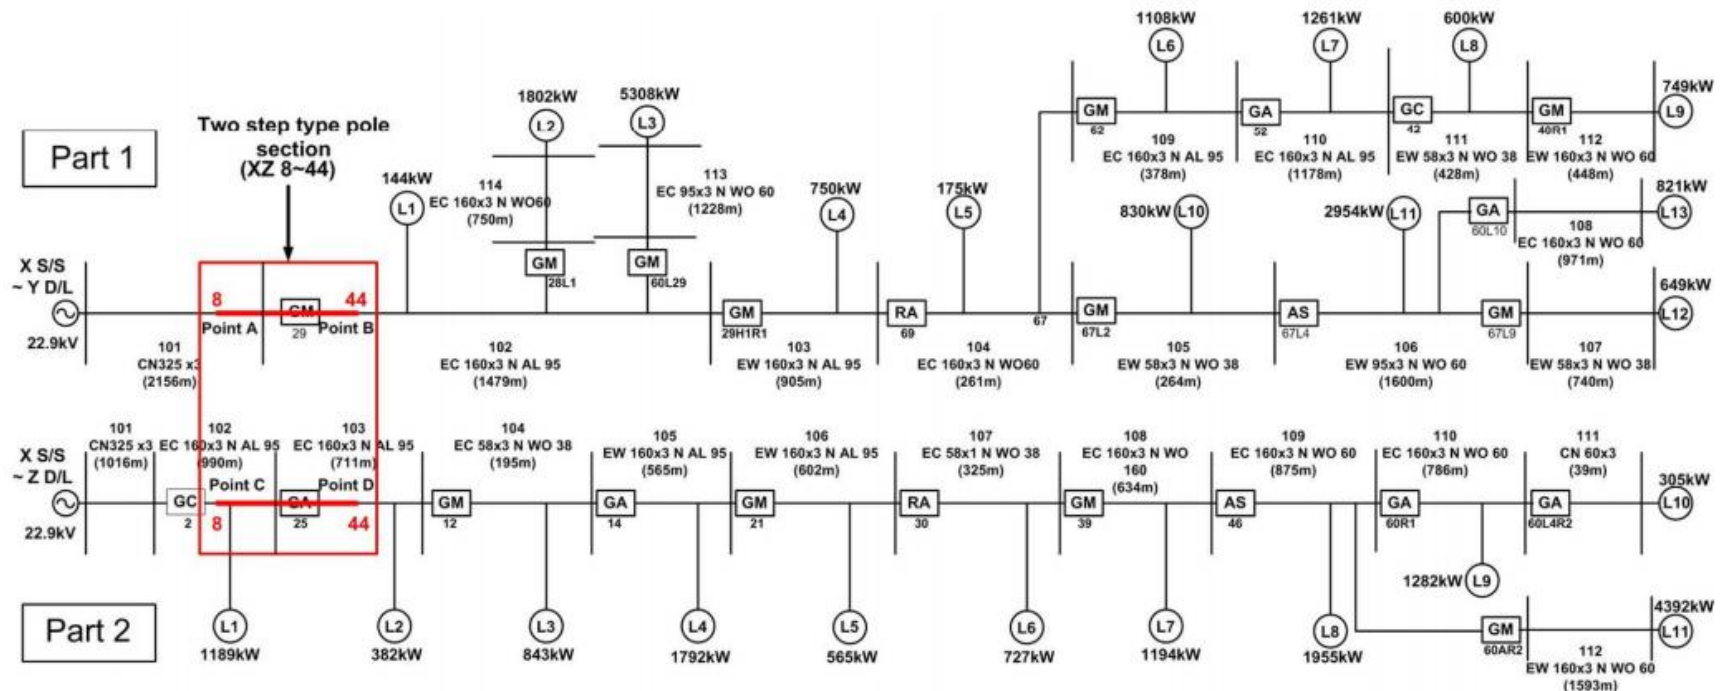 1108kW
1261kW
600kW
L6
L7
L8
749kW
GM
62
GA
52
GC
42
GM
40R1
L9
109
EC 160x3 N AL 95
(378m)
110
EC 160x3 N AL 95
(1178m)
111
EW 58x3 N WO 38
(428m)
112
EW 160x3 N WO 60
(448m)
Part 1
Two step type pole
section
(XZ 8~44)
1802kW
5308kW
L2
L3
144kW
L1
114
EC 160x3 N WO60
(750m)
113
EC 95x3 N WO 60
(1228m)
GM
28L1
GM
60L29
750kW
L4
175kW
L5
830kW
L10
2954kW
L11
GA
60L10
821kW
L13
108
EC 160x3 N WO 60
(971m)
X S/S
~ Y D/L
22.9kV
8
44
Point A
GM
29
Point B
GM
29H1R1
RA
69
67
GM
67L2
AS
67L4
GM
67L9
649kW
L12
101
CN325 x3
(2156m)
102
EC 160x3 N AL 95
(1479m)
103
EW 160x3 N AL 95
(905m)
104
EC 160x3 N WO60
(261m)
105
EW 58x3 N WO 38
(264m)
106
EW 95x3 N WO 60
(1600m)
107
EW 58x3 N WO 38
(740m)
101
CN325 x3
(1016m)
102
EC 160x3 N AL 95
(990m)
103
EC 160x3 N AL 95
(711m)
104
EC 58x3 N WO 38
(195m)
105
EW 160x3 N AL 95
(565m)
106
EW 160x3 N AL 95
(602m)
107
EC 58x1 N WO 38
(325m)
108
EC 160x3 N WO
160
(634m)
109
EC 160x3 N WO 60
(875m)
110
EC 160x3 N WO 60
(786m)
111
CN 60x3
(39m)
X S/S
~ Z D/L
22.9kV
GC
2
Point C
8
GA
25
Point D
44
GM
12
GA
14
GM
21
RA
30
GM
39
AS
46
GA
60R1
GA
60L4R2
305kW
L10
1282kW
L9
Part 2
L1
1189kW
L2
382kW
L3
843kW
L4
1792kW
L5
565kW
L6
727kW
L7
1194kW
L8
1955kW
GM
60AR2
4392kW
L11
112
EW 160x3 N WO 60
(1593m)